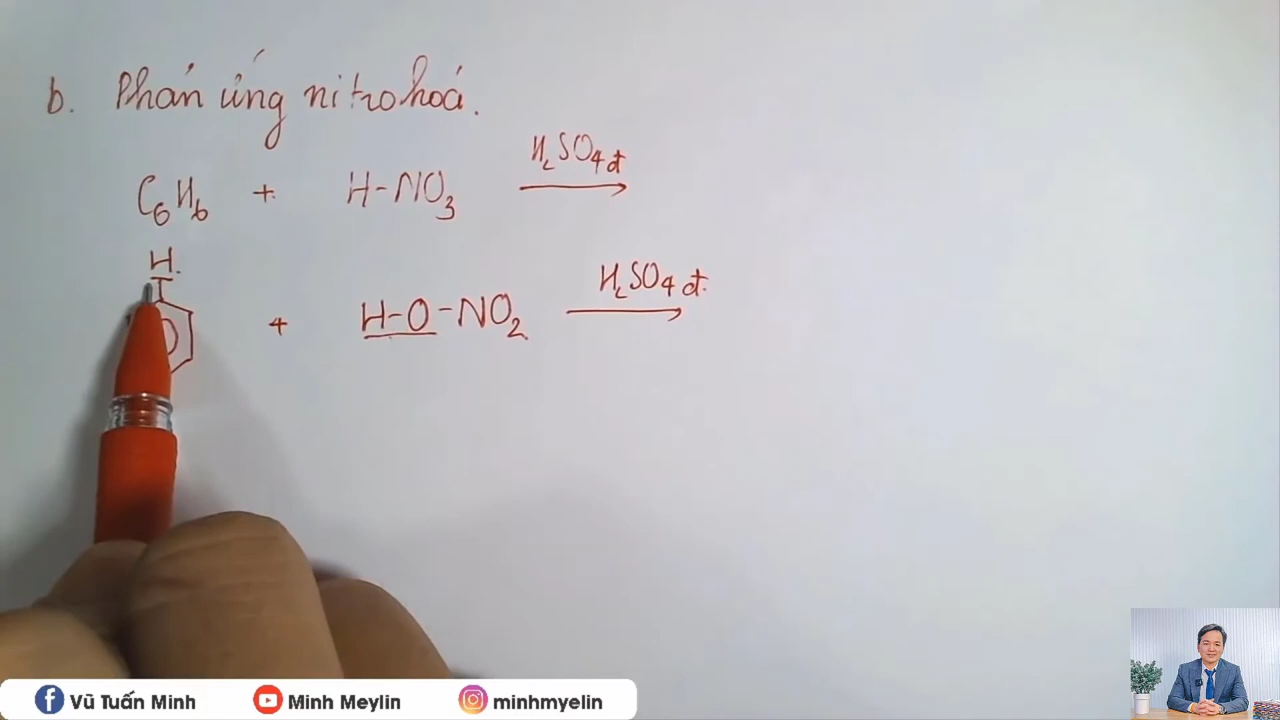 b. Phản ứng nitro hoá.
H2SO4 đ
C6H6 + H-NO3 →
H
H2SO4 đ.
+ H-O-NO2 →
Vũ Tuấn Minh Minh Meylin minhmyelin